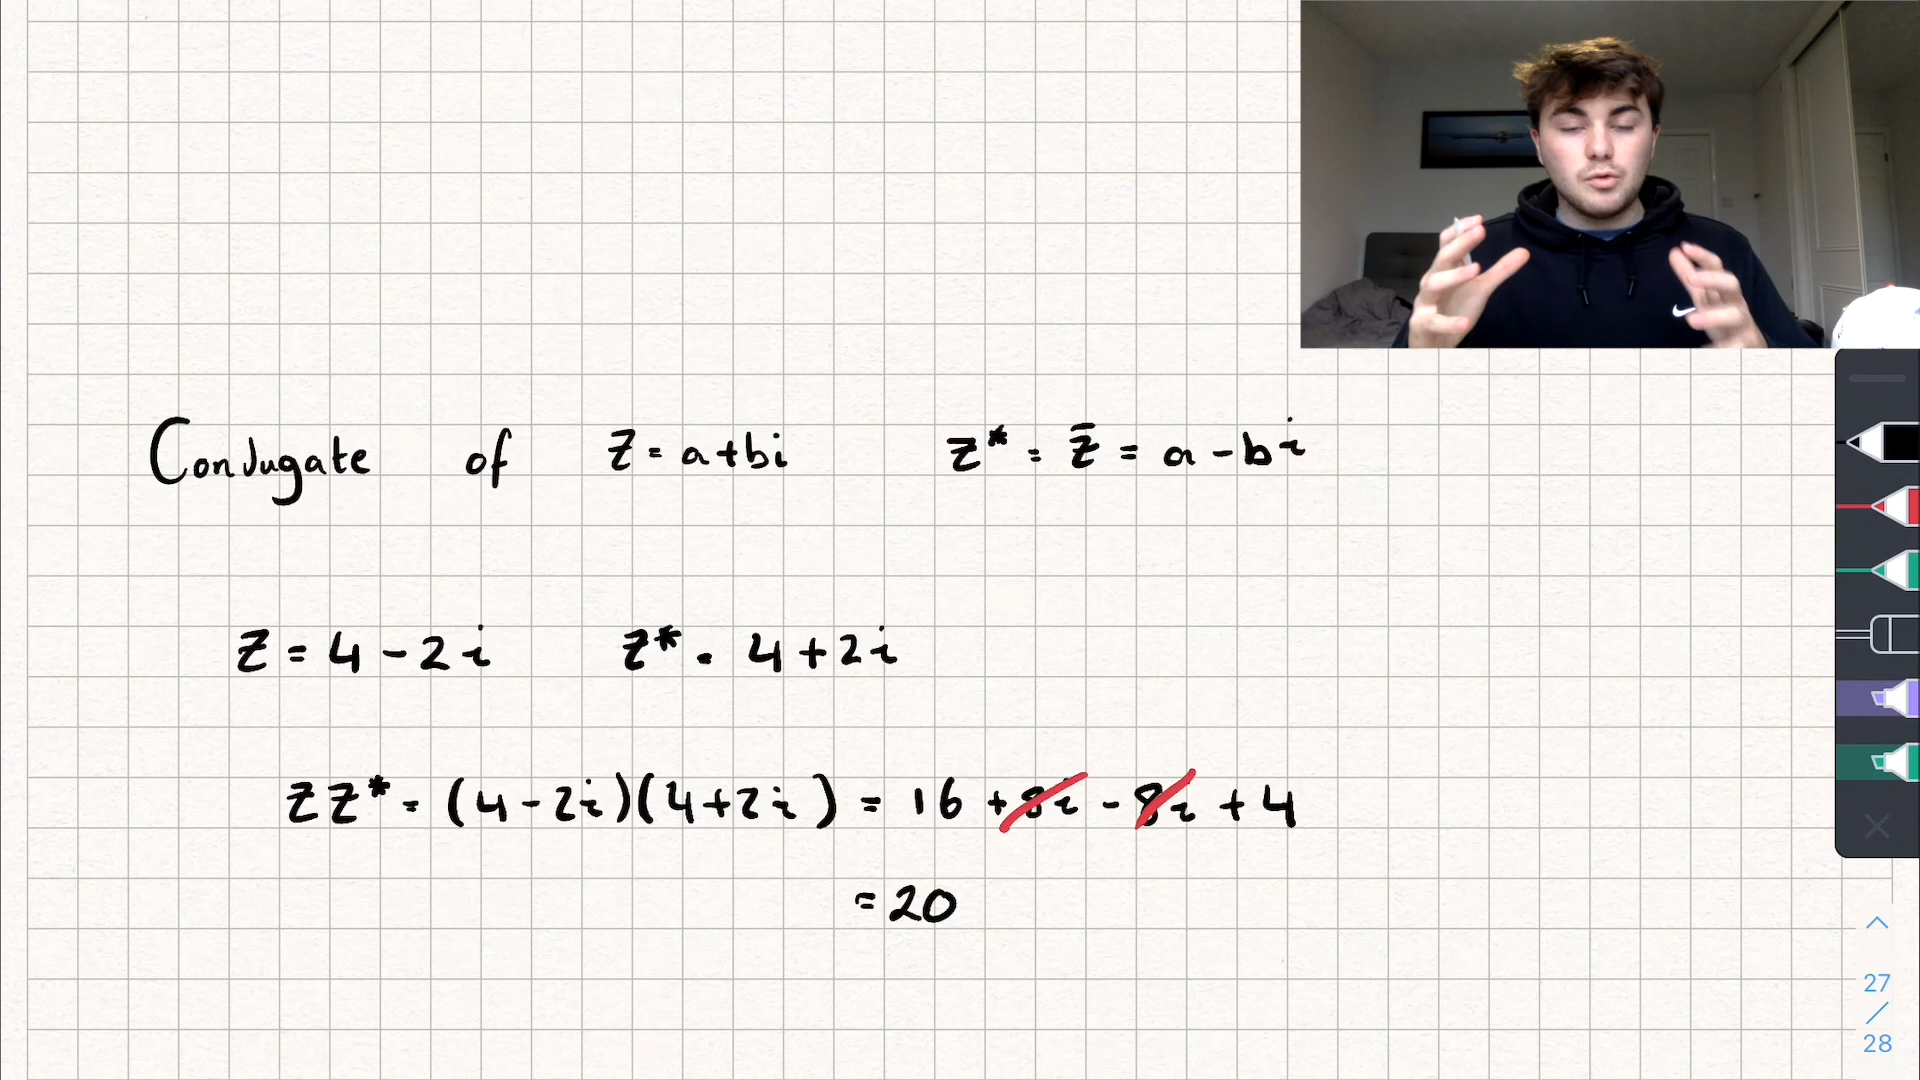 Conjugate of z = a+bi z* = z̄ = a - bi
z = 4 - 2i z* = 4 + 2i
zz* = (4 - 2i)(4 + 2i) = 16 + 8i - 8i + 4
= 20
27
/
28